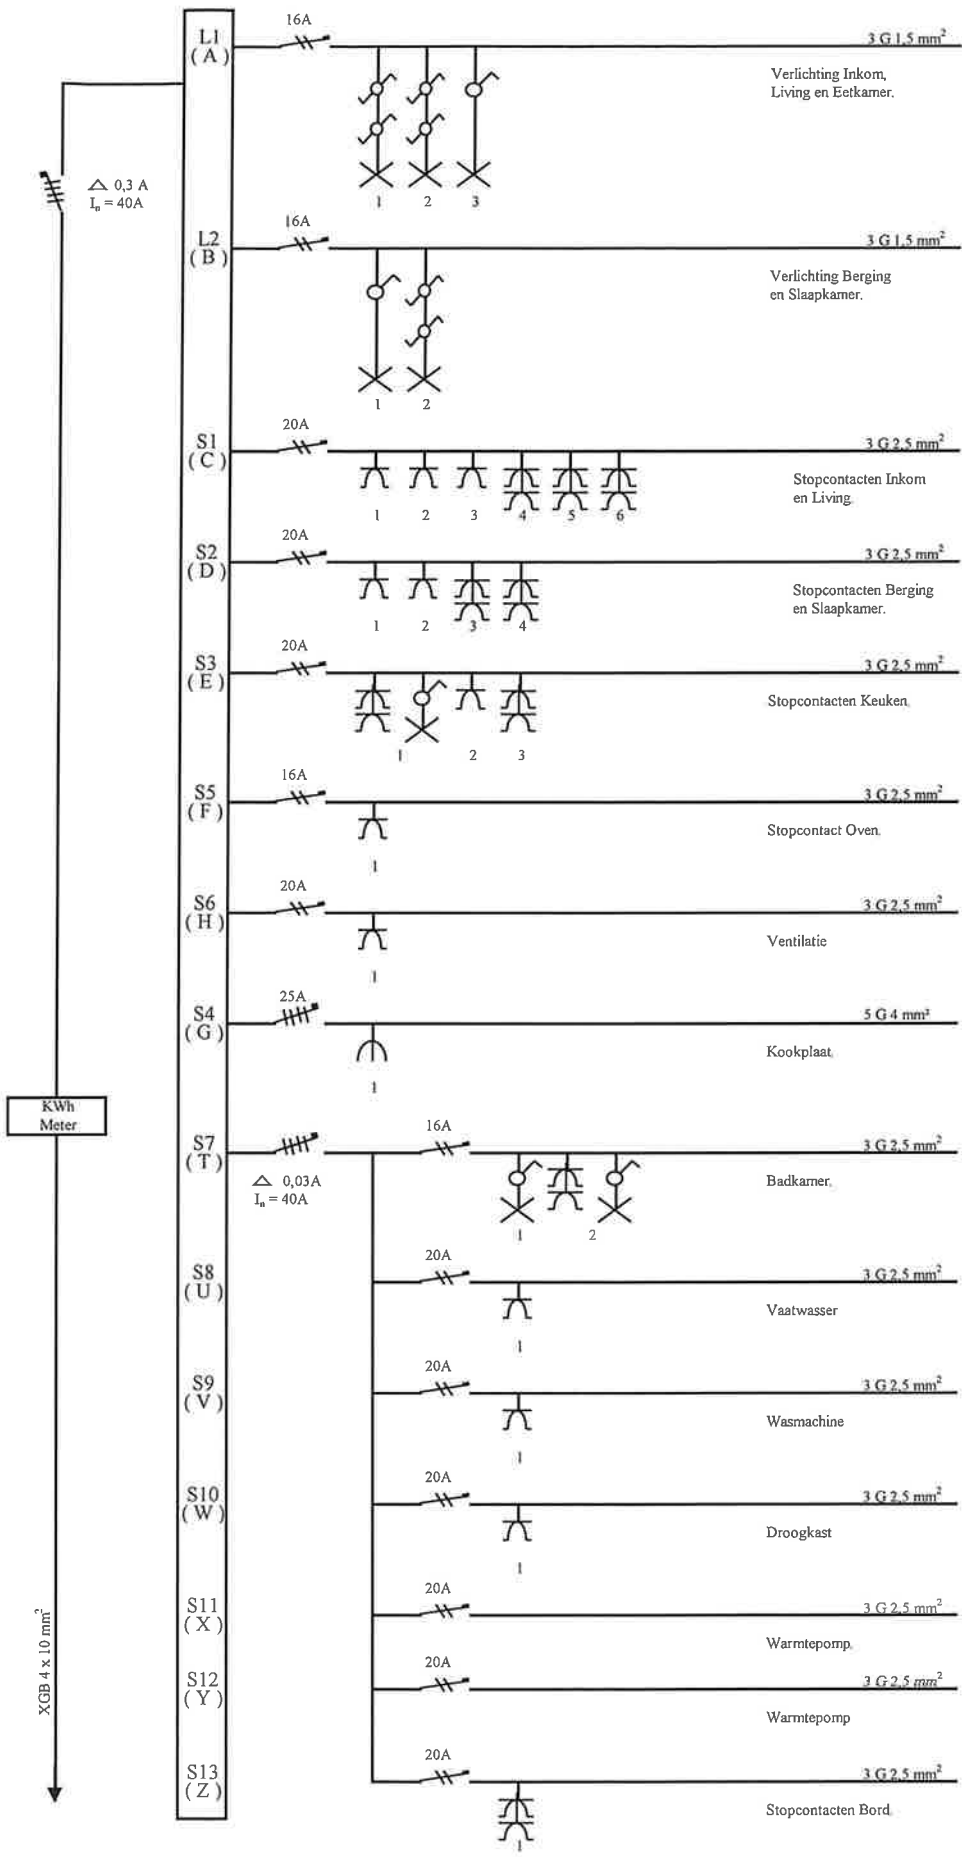 L1
(A)
16A
3 G 1,5 mm²
Verlichting Inkom,
Living en Eetkamer.
1 2 3
Δ 0,3 A
Iₙ = 40A
L2
(B)
16A
3 G 1,5 mm²
Verlichting Berging
en Slaapkamer.
1 2
S1
(C)
20A
3 G 2,5 mm²
Stopcontacten Inkom
en Living.
1 2 3 4 5 6
S2
(D)
20A
3 G 2,5 mm²
Stopcontacten Berging
en Slaapkamer.
1 2 3 4
S3
(E)
20A
3 G 2,5 mm²
Stopcontacten Keuken.
1 2 3
S5
(F)
16A
3 G 2,5 mm²
Stopcontact Oven.
1
S6
(H)
20A
3 G 2,5 mm²
Ventilatie
1
S4
(G)
25A
5 G 4 mm²
Kookplaat.
1
KWh
Meter
S7
(T)
Δ 0,03A
Iₙ = 40A
16A
3 G 2,5 mm²
Badkamer.
1 2
S8
(U)
20A
3 G 2,5 mm²
Vaatwasser
1
S9
(V)
20A
3 G 2,5 mm²
Wasmachine
1
S10
(W)
20A
3 G 2,5 mm²
Droogkast
1
S11
(X)
20A
3 G 2,5 mm²
Warmtepomp.
S12
(Y)
20A
3 G 2,5 mm²
Warmtepomp
S13
(Z)
20A
3 G 2,5 mm²
Stopcontacten Bord.
1
XGB 4 x 10 mm²